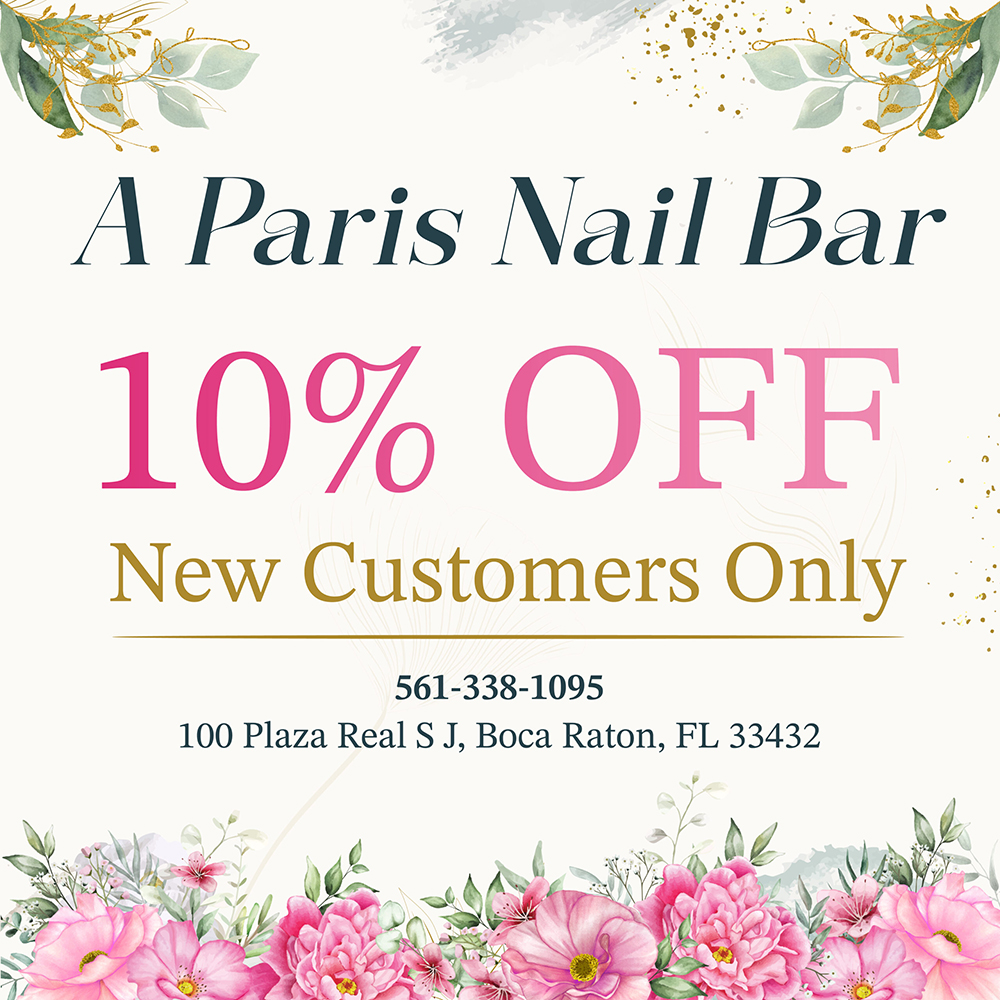 A Paris Nail Bar
10% OFF
New Customers Only
561-338-1095
100 Plaza Real S J, Boca Raton, FL 33432